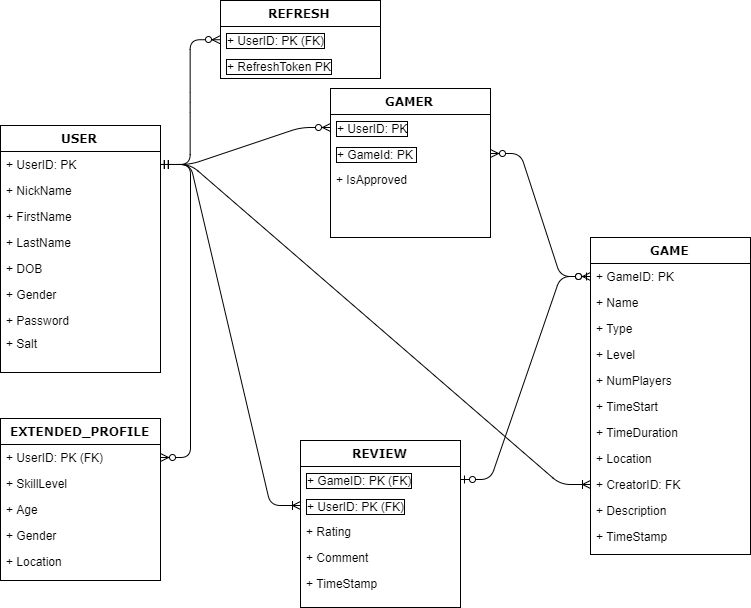 REFRESH
+ UserID: PK (FK)
+ RefreshToken PK
GAMER
+ UserID: PK
+ GameId: PK
+ IsApproved
USER
+ UserID: PK
+ NickName
+ FirstName
+ LastName
+ DOB
+ Gender
+ Password
+ Salt
GAME
+ GameID: PK
+ Name
+ Type
+ Level
+ NumPlayers
+ TimeStart
+ TimeDuration
+ Location
+ CreatorID: FK
+ Description
+ TimeStamp
EXTENDED_PROFILE
+ UserID: PK (FK)
+ SkillLevel
+ Age
+ Gender
+ Location
REVIEW
+ GameID: PK (FK)
+ UserID: PK (FK)
+ Rating
+ Comment
+ TimeStamp